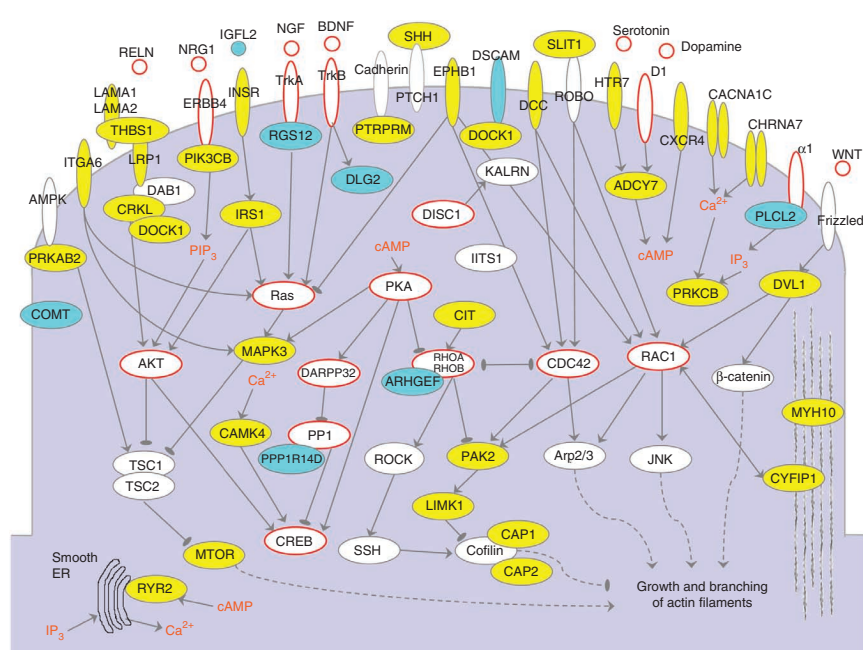 SHH
SLIT1
Serotonin
Dopamine
IGFL2
NGF
BDNF
RELN
NRG1
DSCAM
Cadherin
EPHB1
HTR7
D1
INSR
TrkA
TrkB
LAMA1
LAMA2
ERBB4
PTCH1
DCC
ROBO
CACNA1C
CHRNA7
THBS1
RGS12
PTRPRM
DOCK1
CXCR4
α1
WNT
ITGA6
LRP1
PIK3CB
KALRN
AMPK
DAB1
DLG2
ADCY7
CRKL
DOCK1
IRS1
DISC1
Ca2+
PLCL2
Frizzled
PIP3
cAMP
IITS1
cAMP
IP3
PRKAB2
PKA
PRKCB
DVL1
Ras
COMT
CIT
MAPK3
AKT
DARPP32
RHOA
RHOB
CDC42
RAC1
ARHGEF
Ca2+
β-catenin
MYH10
CAMK4
PP1
PPP1R14D
ROCK
PAK2
Arp2/3
JNK
TSC1
TSC2
CYFIP1
LIMK1
CREB
CAP1
MTOR
SSH
Cofilin
CAP2
Smooth
ER
RYR2
cAMP
Growth and branching
of actin filaments
IP3
Ca2+